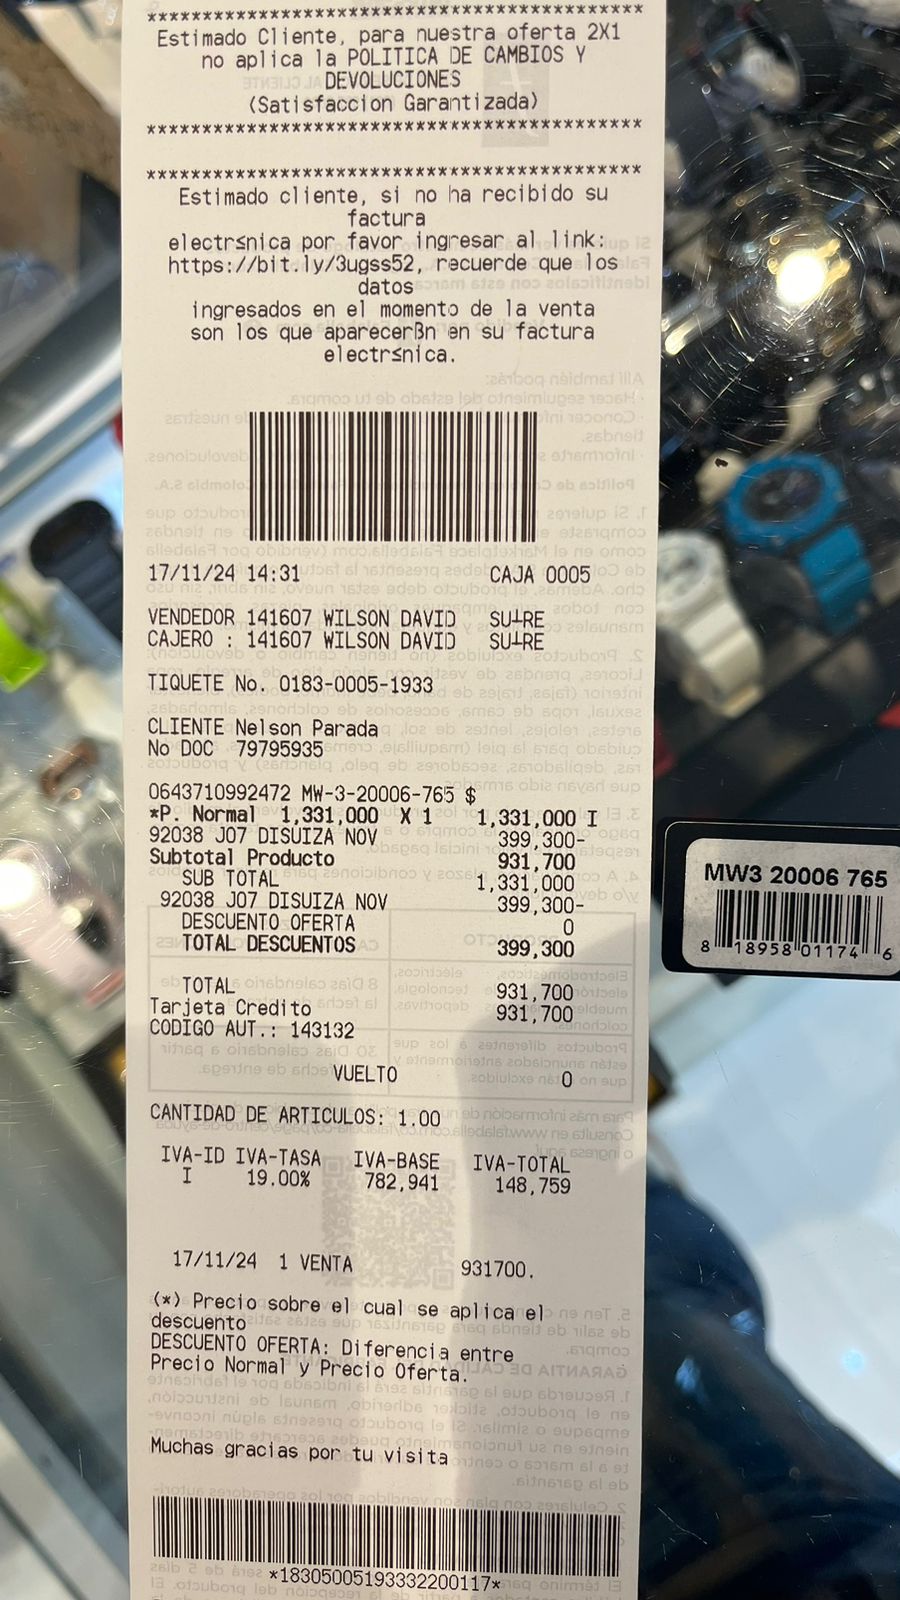 *******************************************
Estimado Cliente, para nuestra oferta 2X1
no aplica la POLITICA DE CAMBIOS Y
DEVOLUCIONES
(Satisfaccion Garantizada)
*******************************************
*******************************************
Estimado cliente, si no ha recibido su
factura
electr≤nica por favor ingresar al link:
https://bit.ly/3ugss52, recuerde que los
datos
ingresados en el momento de la venta
son los que aparecerßn en su factura
electr≤nica.
17/11/24 14:31 CAJA 0005
VENDEDOR 141607 WILSON DAVID SU┴RE
CAJERO : 141607 WILSON DAVID SU┴RE
TIQUETE No. 0183-0005-1933
CLIENTE Nelson Parada
No DOC 79795935
0643710992472 MW-3-20006-765 $
*P. Normal 1,331,000 X 1 1,331,000 I
92038 J07 DISUIZA NOV 399,300-
Subtotal Producto 931,700
SUB TOTAL 1,331,000
92038 J07 DISUIZA NOV 399,300-
DESCUENTO OFERTA 0
TOTAL DESCUENTOS 399,300
TOTAL 931,700
Tarjeta Credito 931,700
CODIGO AUT.: 143132
VUELTO 0
CANTIDAD DE ARTICULOS: 1.00
IVA-ID IVA-TASA IVA-BASE IVA-TOTAL
I 19.00% 782,941 148,759
17/11/24 1 VENTA 931700.
(*) Precio sobre el cual se aplica el
descuento
DESCUENTO OFERTA: Diferencia entre
Precio Normal y Precio Oferta.
Muchas gracias por tu visita
*18305005193332200117*
MW3 20006 765
8 18958 01174 6